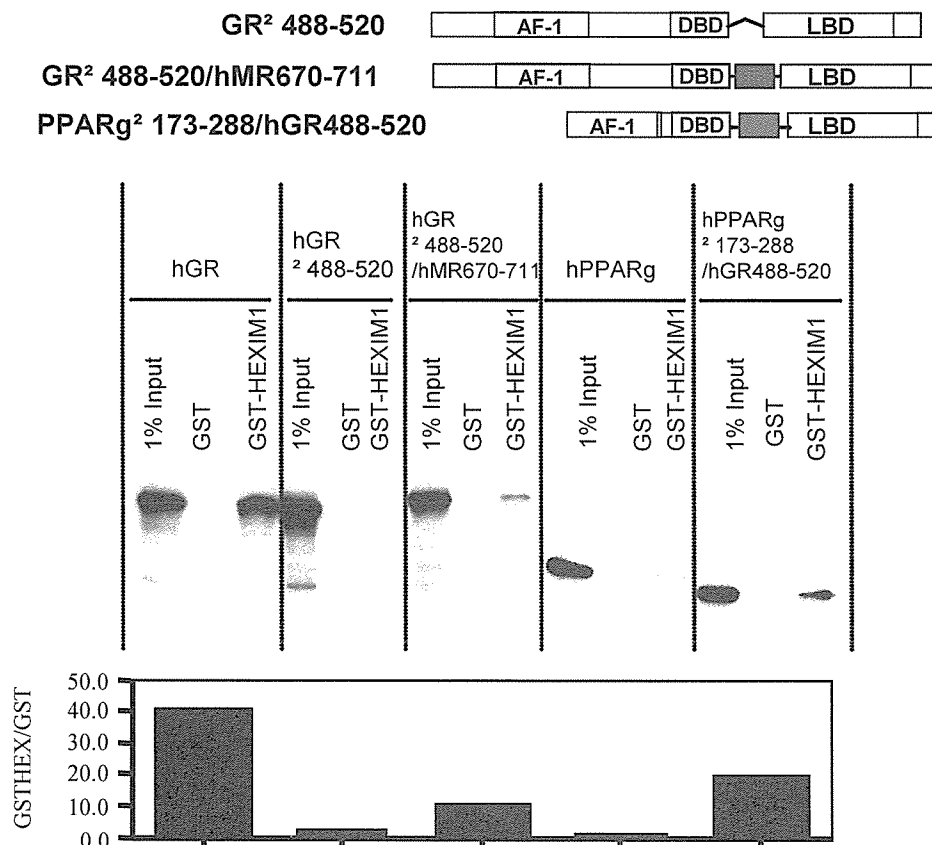 GR² 488-520 AF-1 DBD LBD
GR² 488-520/hMR670-711 AF-1 DBD LBD
PPARg² 173-288/hGR488-520 AF-1 DBD LBD
hGR
hGR
² 488-520
hGR
² 488-520
/hMR670-711
hPPARg
hPPARg
² 173-288
/hGR488-520
1% Input
GST
GST-HEXIM1
1% Input
GST
GST-HEXIM1
1% Input
GST
GST-HEXIM1
1% Input
GST
GST-HEXIM1
1% Input
GST
GST-HEXIM1
GSTHEX/GST
50.0
40.0
30.0
20.0
10.0
0.0